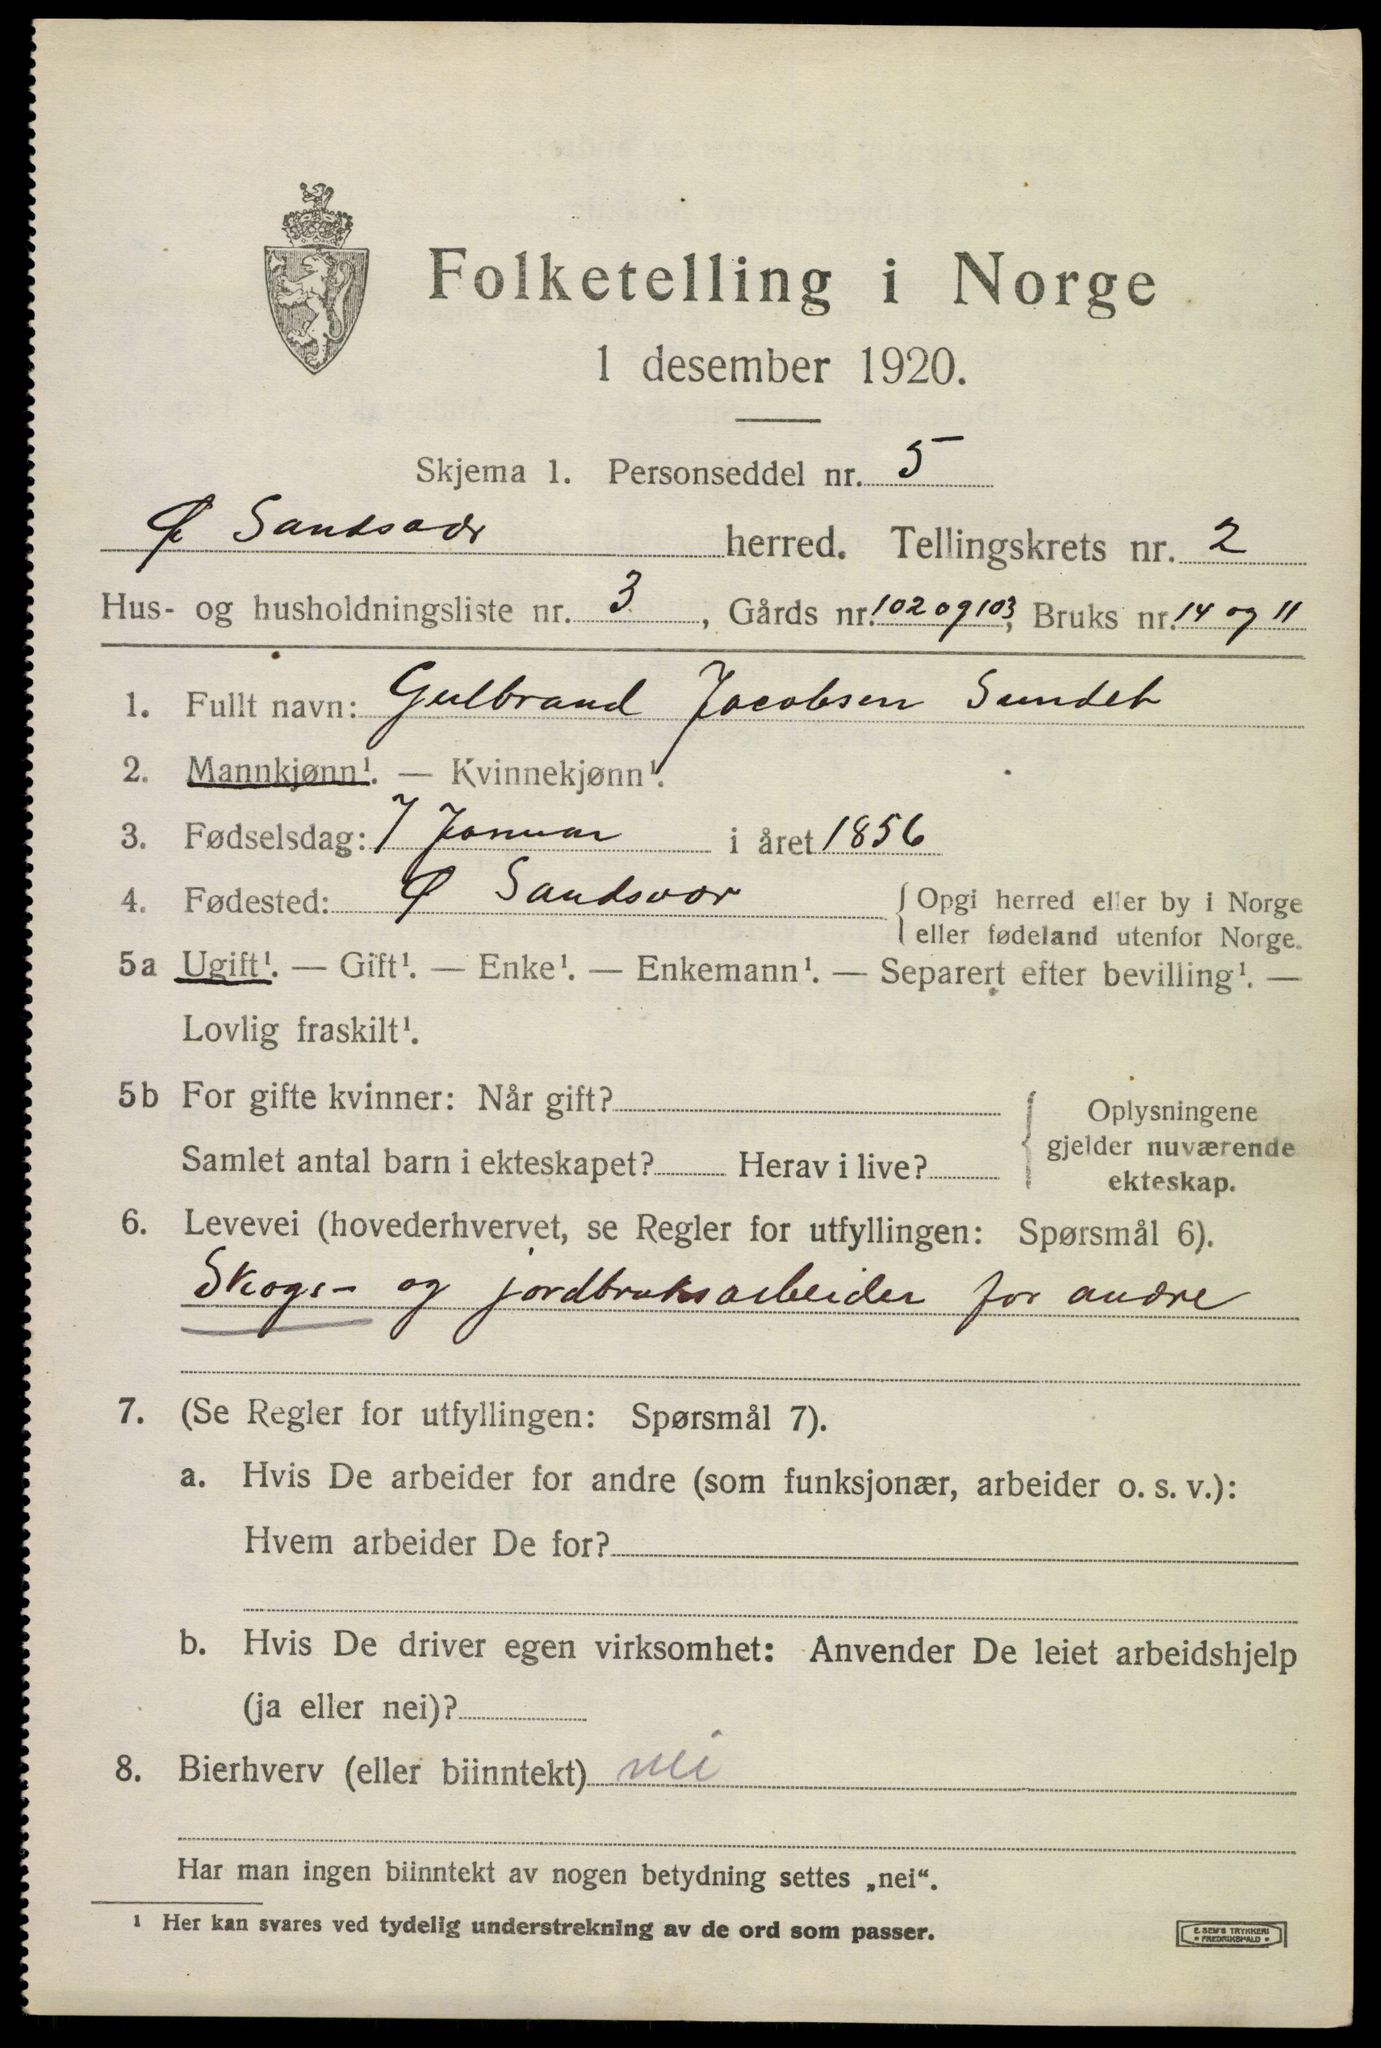 Folketelling i Norge
1 desember 1920.
Skjema 1. Personseddel nr. 5
Ø Sandsvær herred. Tellingskrets nr. 2
Hus- og husholdningsliste nr. 3, Gårds nr. 102 og 103, Bruks nr. 14 og 11
1. Fullt navn: Gulbrand Jacobsen Sundet
2. Mannkjønn¹. — Kvinnekjønn¹.
3. Fødselsdag: 7 Januar i året 1856
4. Fødested: Ø Sandsvær { Opgi herred eller by i Norge
eller fødeland utenfor Norge.
5a Ugift¹. — Gift¹. — Enke¹. — Enkemann¹. — Separert efter bevilling¹. —
Lovlig fraskilt¹.
5b For gifte kvinner: Når gift?
Samlet antal barn i ekteskapet? Herav i live?
{ Oplysningene
gjelder nuværende
ekteskap.
6. Levevei (hovederhvervet, se Regler for utfyllingen: Spørsmål 6).
Skogs- og jordbruksarbeider for andre
7. (Se Regler for utfyllingen: Spørsmål 7).
a. Hvis De arbeider for andre (som funksjonær, arbeider o. s. v.):
Hvem arbeider De for?
b. Hvis De driver egen virksomhet: Anvender De leiet arbeidshjelp
(ja eller nei)?
8. Bierhverv (eller biinntekt) nei
Har man ingen biinntekt av nogen betydning settes „nei“.
¹ Her kan svares ved tydelig understrekning av de ord som passer.
E. SEM'S TRYKKERI
FREDRIKSHALD